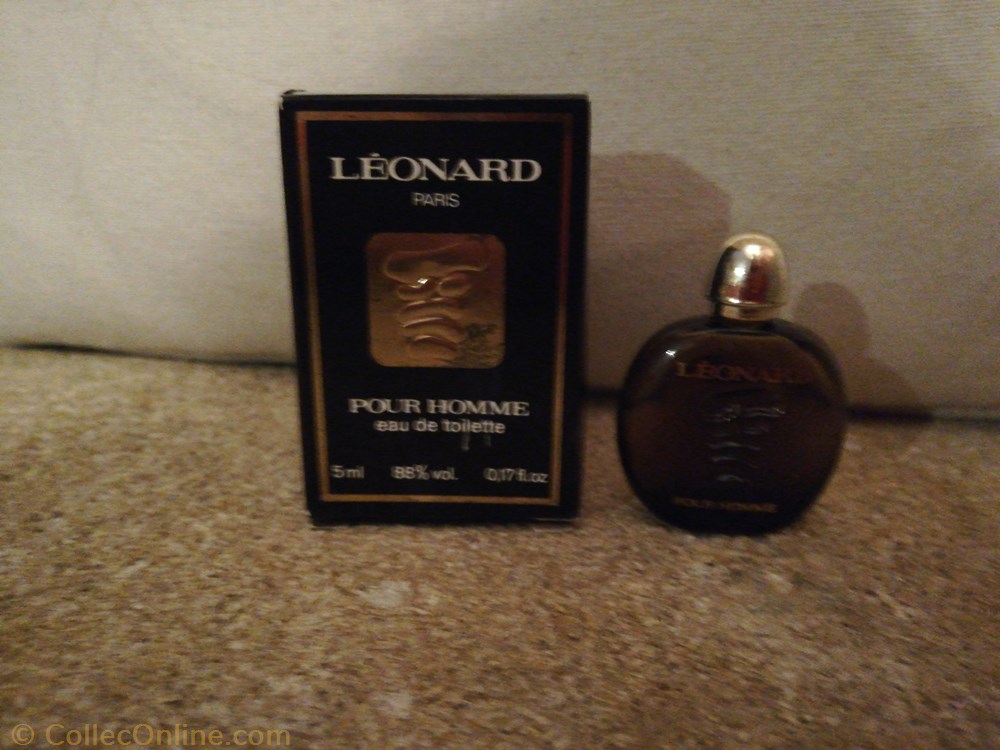 LÉONARD
PARIS
POUR HOMME
eau de toilette
5 ml 88% vol. 0,17 fl.oz
LÉONARD
POUR HOMME
© CollecOnline.com